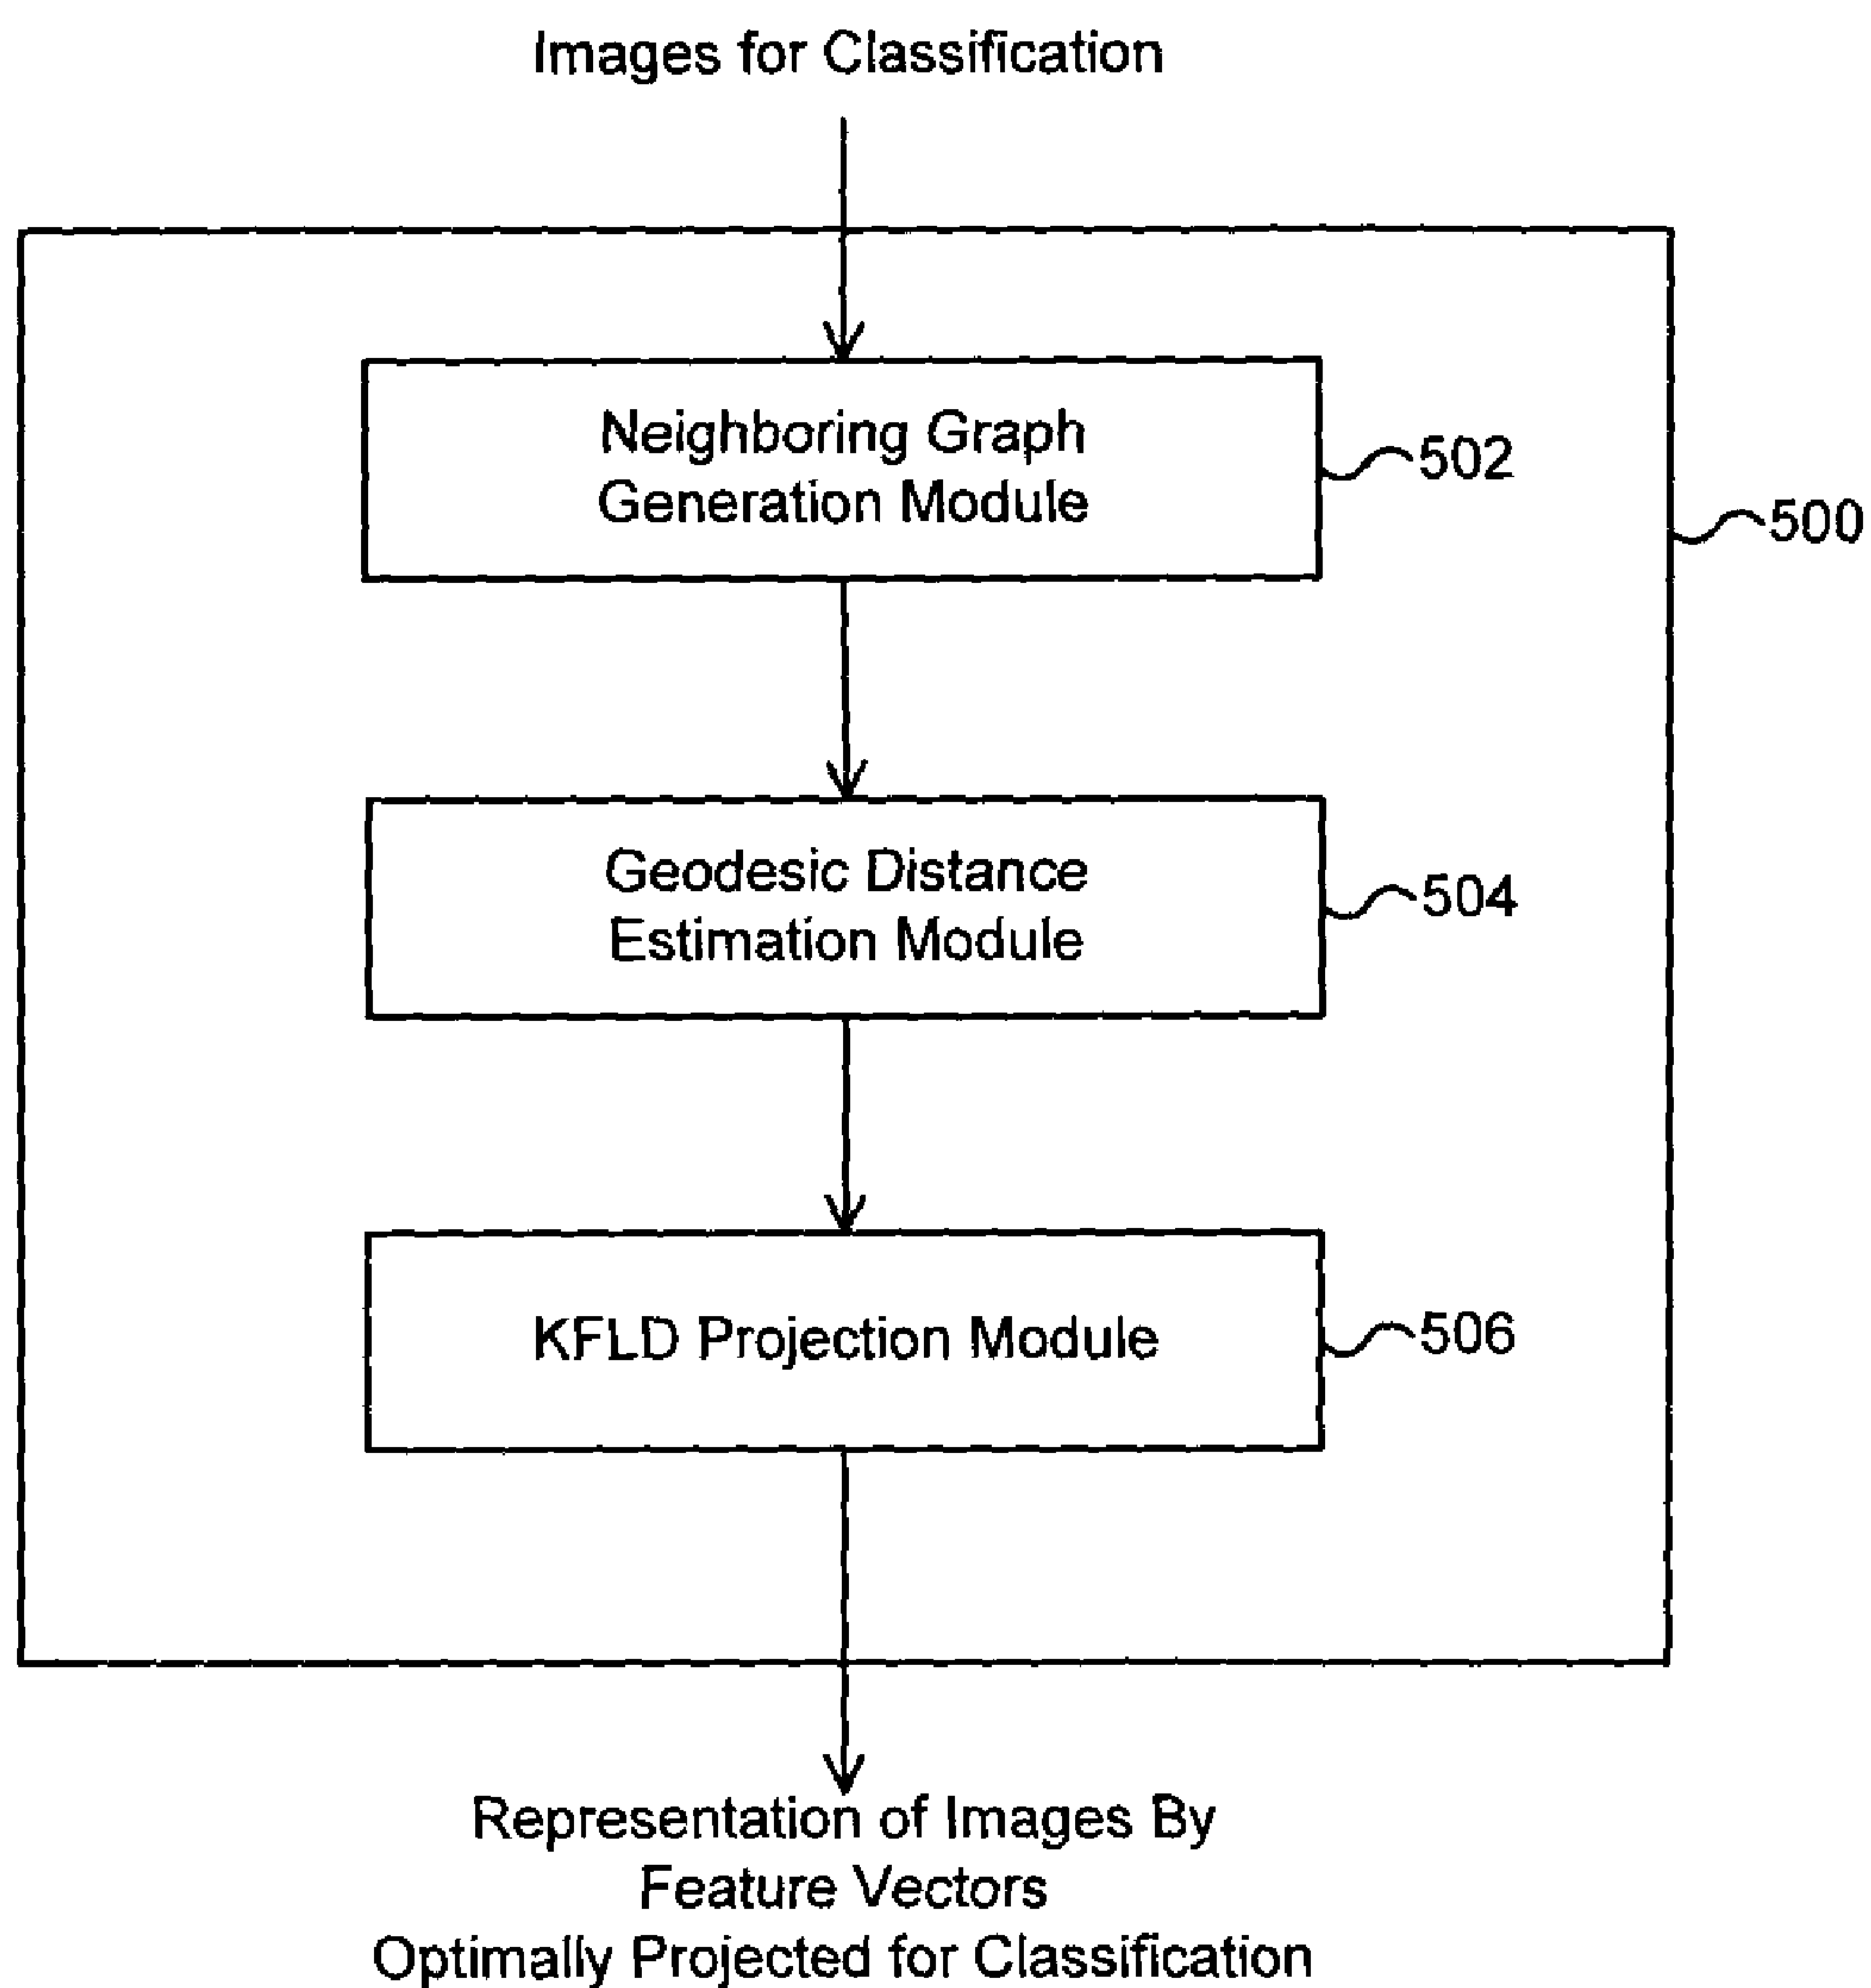 Images for Classification
Neighboring Graph
Generation Module
502
500
Geodesic Distance
Estimation Module
504
KFLD Projection Module
506
Representation of Images By
Feature Vectors
Optimally Projected for Classification